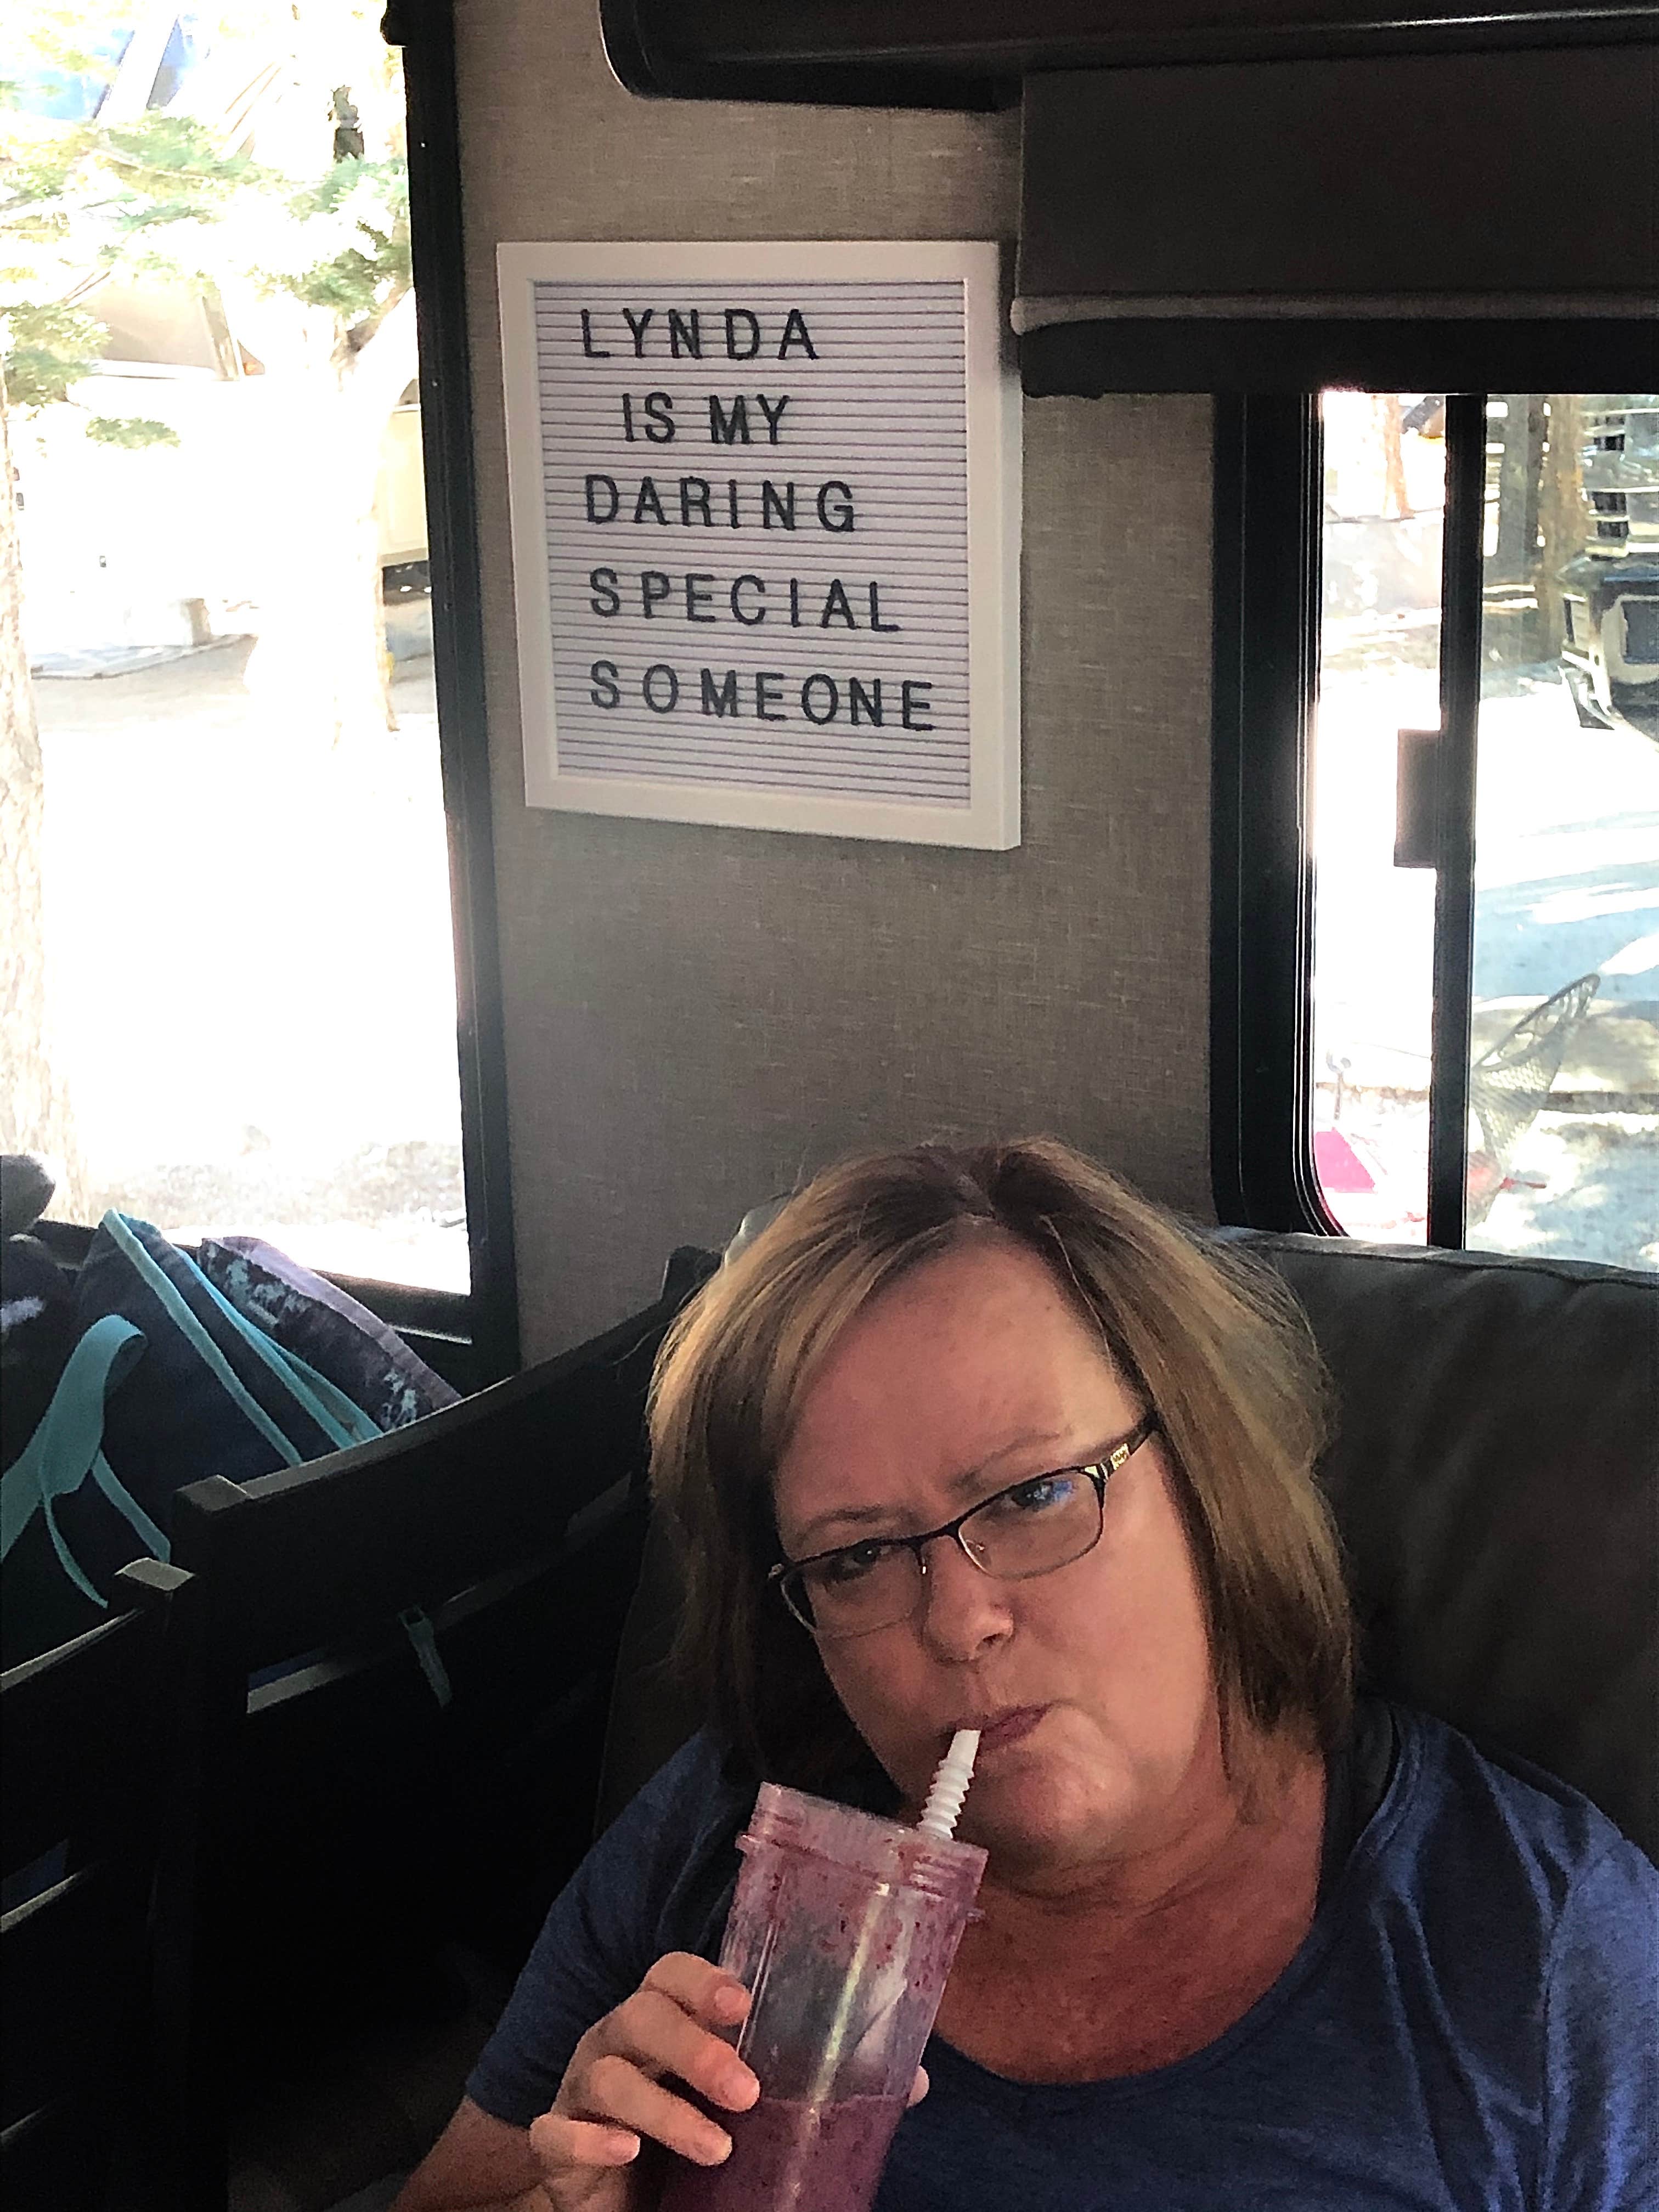 LYNDA
IS MY
DARING
SPECIAL
SOMEONE